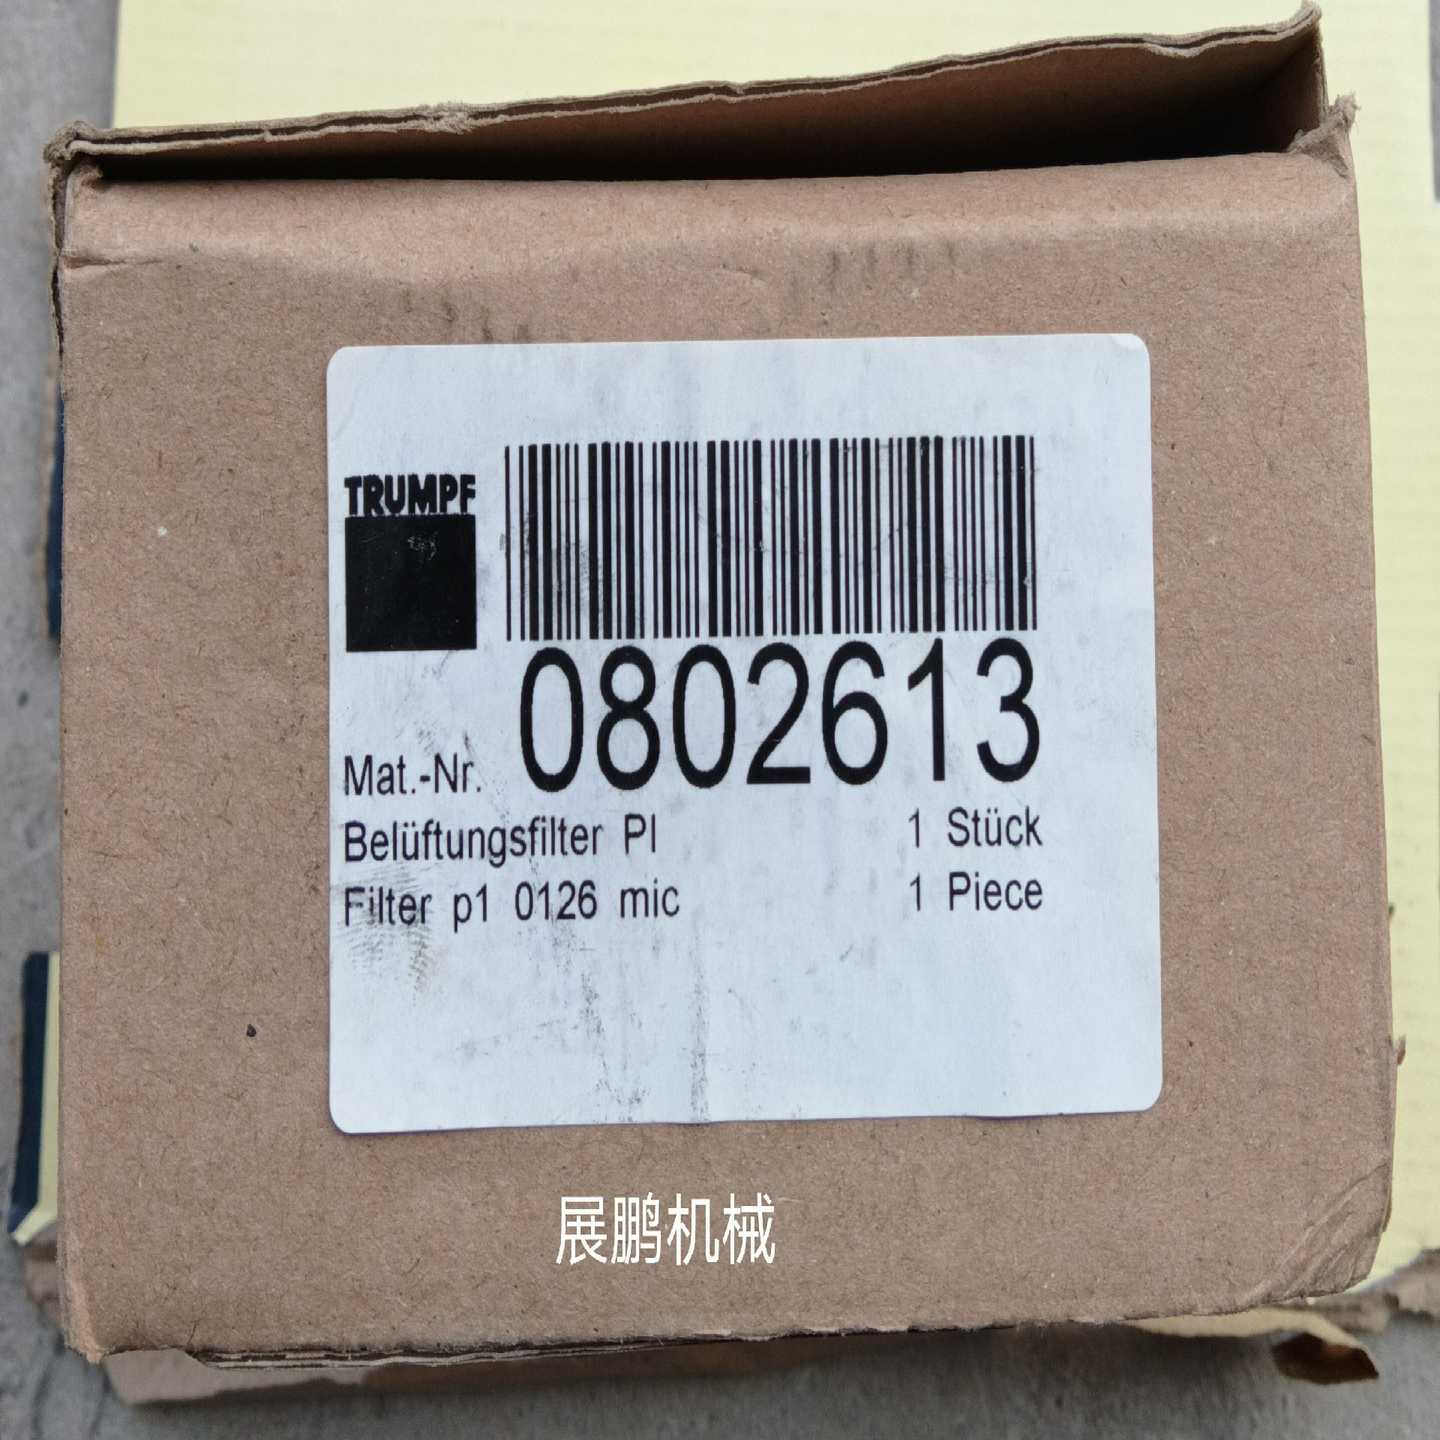 TRUMPF
0802613
Mat.-Nr.
Belüftungsfilter PI 1 Stück
Filter p1 0126 mic 1 Piece
展鹏机械